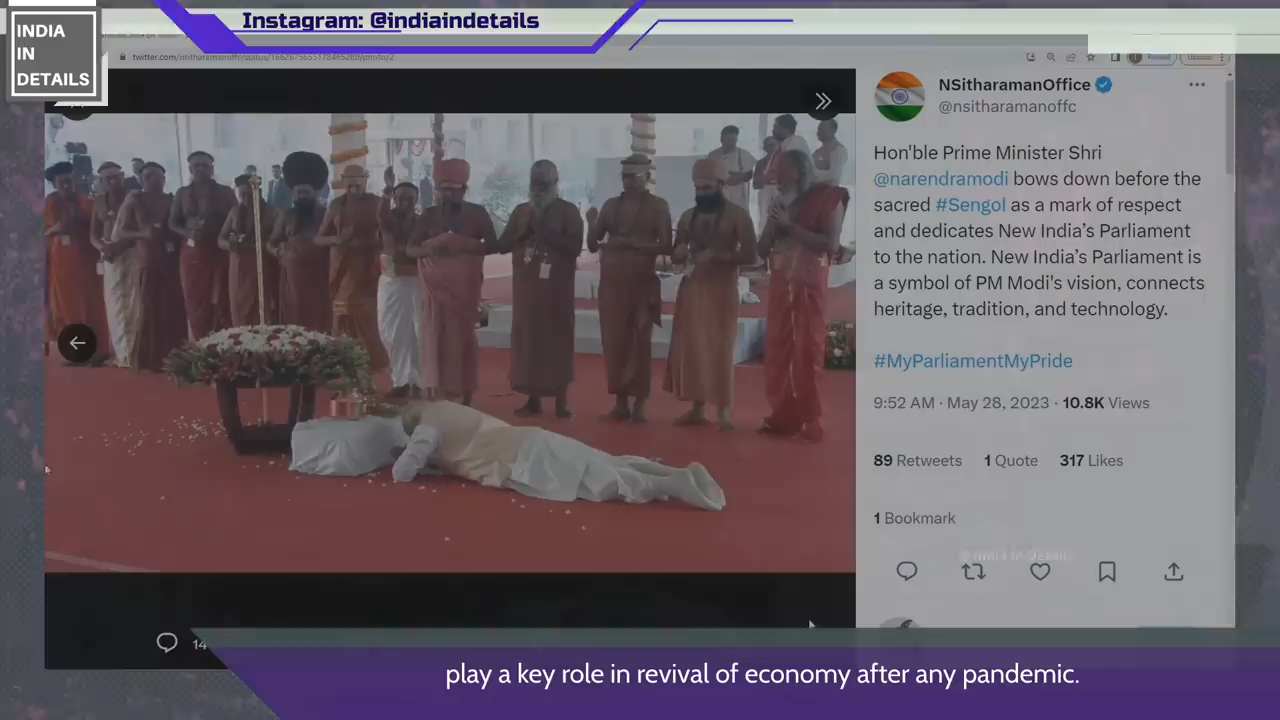 Instagram: @indiaindetails
INDIA
IN
DETAILS
NSitharamanOffice
@nsitharamanoffc
Hon'ble Prime Minister Shri
@narendramodi bows down before the
sacred #Sengol as a mark of respect
and dedicates New India's Parliament
to the nation. New India's Parliament is
a symbol of PM Modi's vision, connects
heritage, tradition, and technology.
#MyParliamentMyPride
9:52 AM · May 28, 2023 · 10.8K Views
89 Retweets 1 Quote 317 Likes
1 Bookmark
14
play a key role in revival of economy after any pandemic.